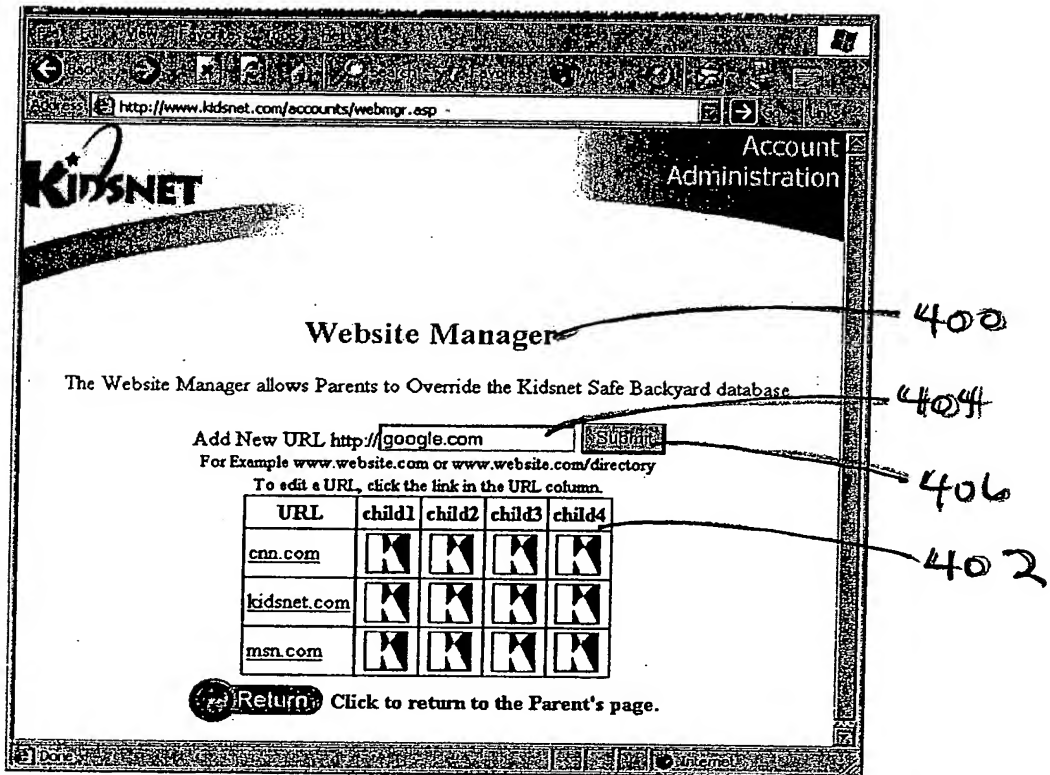 Address http://www.kidsnet.com/accounts/webmgr.asp
KIDSNET
Account
Administration
Website Manager
400
The Website Manager allows Parents to Override the Kidsnet Safe Backyard database
404
Add New URL http:// google.com Submit
For Example www.website.com or www.website.com/directory
406
To edit a URL, click the link in the URL column.
URL child1 child2 child3 child4
402
cnn.com K K K K
kidsnet.com K K K K
msn.com K K K K
Return Click to return to the Parent's page.
Done Internet